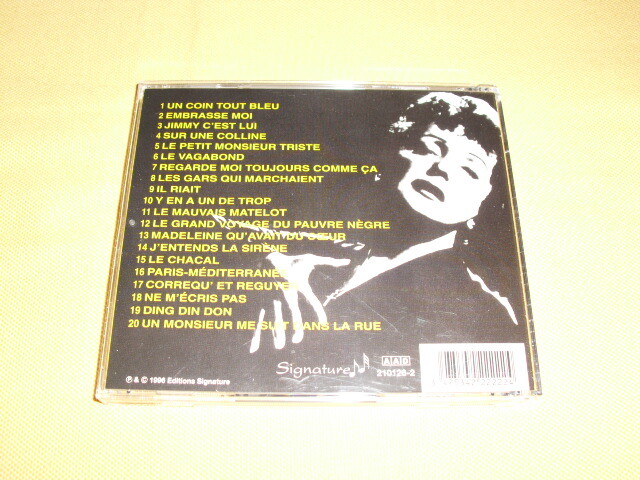 1 UN COIN TOUT BLEU
2 EMBRASSE MOI
3 JIMMY C'EST LUI
4 SUR UNE COLLINE
5 LE PETIT MONSIEUR TRISTE
6 LE VAGABOND
7 REGARDE MOI TOUJOURS COMME ÇA
8 LES GARS QUI MARCHAIENT
9 IL RIAIT
10 Y EN A UN DE TROP
11 LE MAUVAIS MATELOT
12 LE GRAND VOYAGE DU PAUVRE NÈGRE
13 MADELEINE QU'AVAIT DU CŒUR
14 J'ENTENDS LA SIRÈNE
15 LE CHACAL
16 PARIS-MÉDITERRANÉE
17 CORREQU' ET REGUYER
18 NE M'ÉCRIS PAS
19 DING DIN DON
20 UN MONSIEUR ME SUIT DANS LA RUE
Signature
AAD
210126-2
℗ & © 1996 Editions Signature